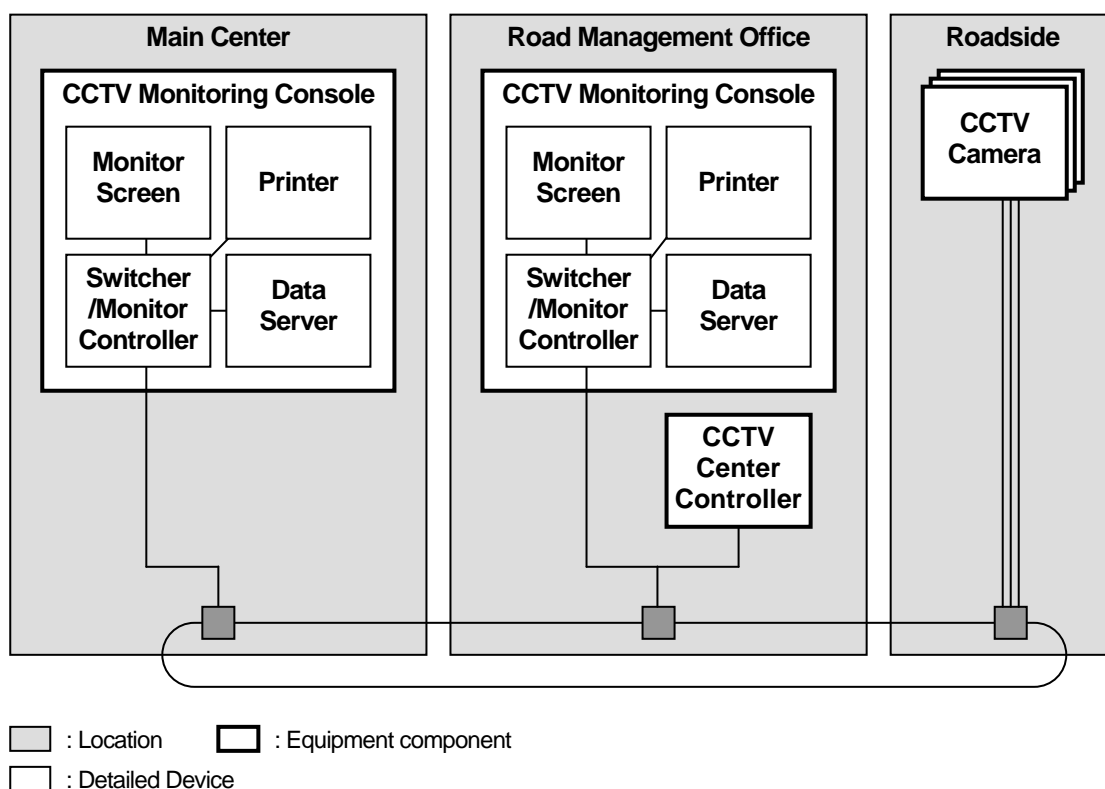 Main Center
CCTV Monitoring Console
Monitor
Screen
Printer
Switcher
/Monitor
Controller
Data
Server
Road Management Office
CCTV Monitoring Console
Monitor
Screen
Printer
Switcher
/Monitor
Controller
Data
Server
CCTV
Center
Controller
Roadside
CCTV
Camera
: Location
: Equipment component
: Detailed Device